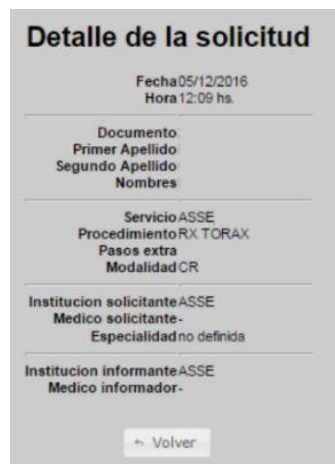 Detalle de la solicitud
Fecha 05/12/2016
Hora 12:09 hs.
Documento
Primer Apellido
Segundo Apellido
Nombres
Servicio ASSE
Procedimiento RX TORAX
Pasos extra
Modalidad CR
Institucion solicitante ASSE
Medico solicitante -
Especialidad no definida
Institucion informante ASSE
Medico informador -
Volver